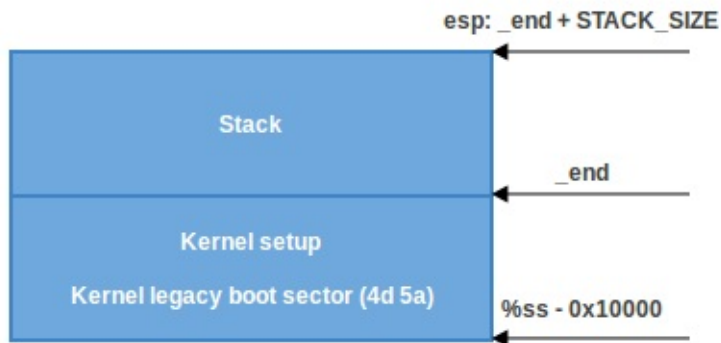 esp: _end + STACK_SIZE
Stack
_end
Kernel setup
Kernel legacy boot sector (4d 5a)
%ss - 0x10000